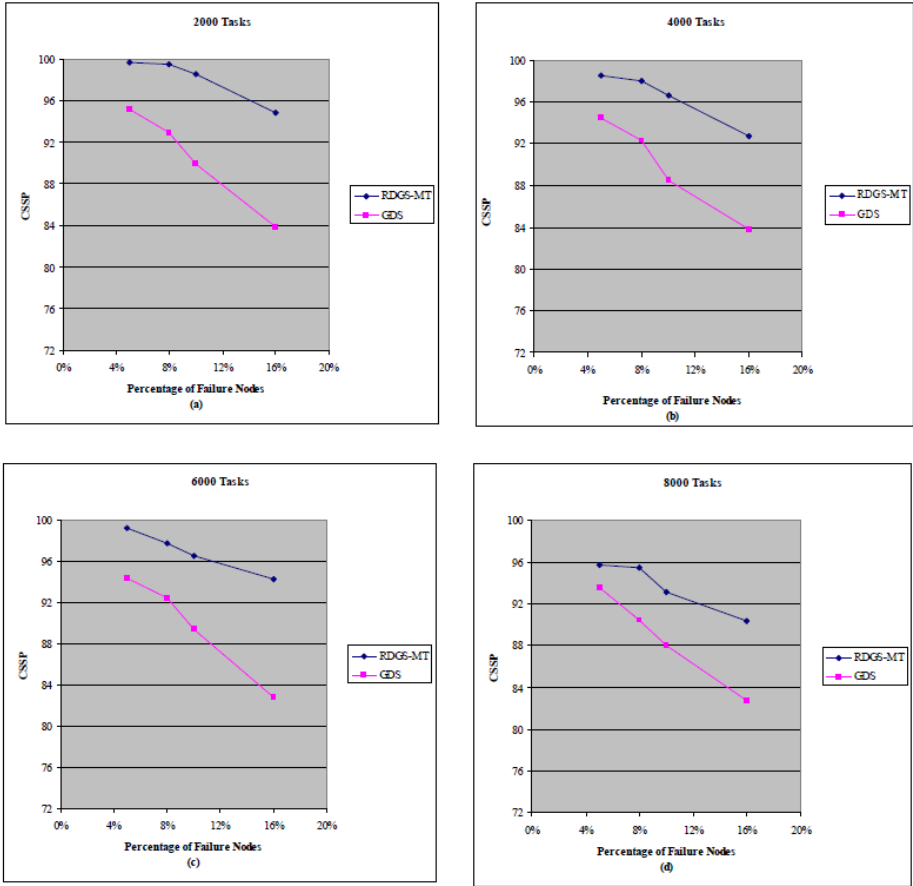 2000 Tasks
100
96
92
88
84
80
76
72
CSSP
0% 4% 8% 12% 16% 20%
Percentage of Failure Nodes
(a)
RDGS-MT
GDS
4000 Tasks
100
96
92
88
84
80
76
72
CSSP
0% 4% 8% 12% 16% 20%
Percentage of Failure Nodes
(b)
RDGS-MT
GDS
6000 Tasks
100
96
92
88
84
80
76
72
CSSP
0% 4% 8% 12% 16% 20%
Percentage of Failure Nodes
(c)
RDGS-MT
GDS
8000 Tasks
100
96
92
88
84
80
76
72
CSSP
0% 4% 8% 12% 16% 20%
Percentage of Failure Nodes
(d)
RDGS-MT
GDS